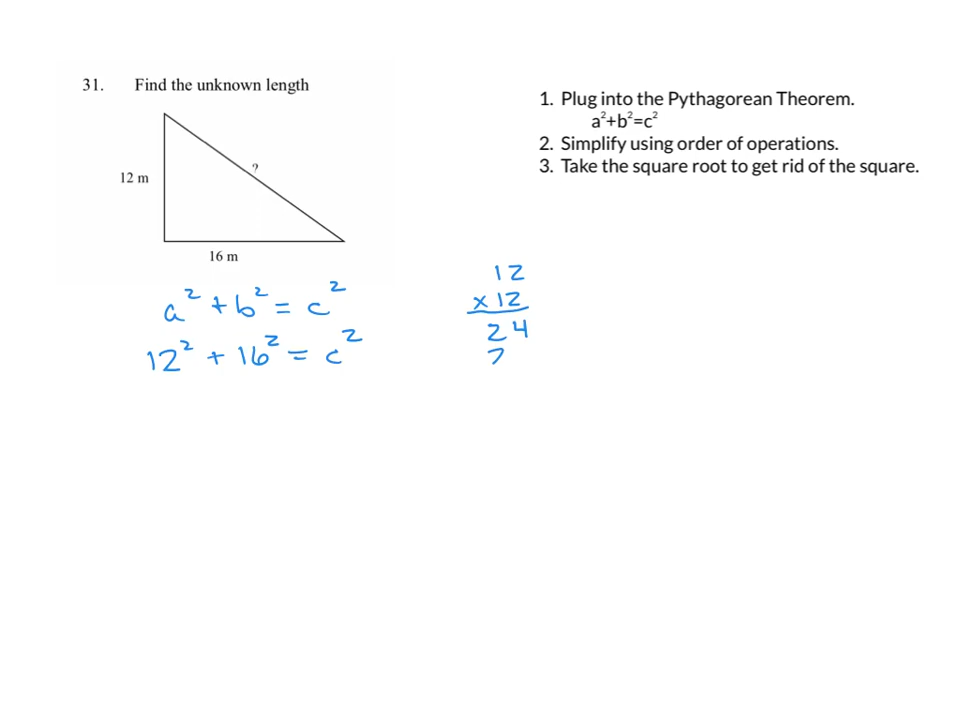 31. Find the unknown length
?
12 m
16 m
1. Plug into the Pythagorean Theorem.
a²+b²=c²
2. Simplify using order of operations.
3. Take the square root to get rid of the square.
a² + b² = c²
12² + 16² = c²
12
x 12
24
2